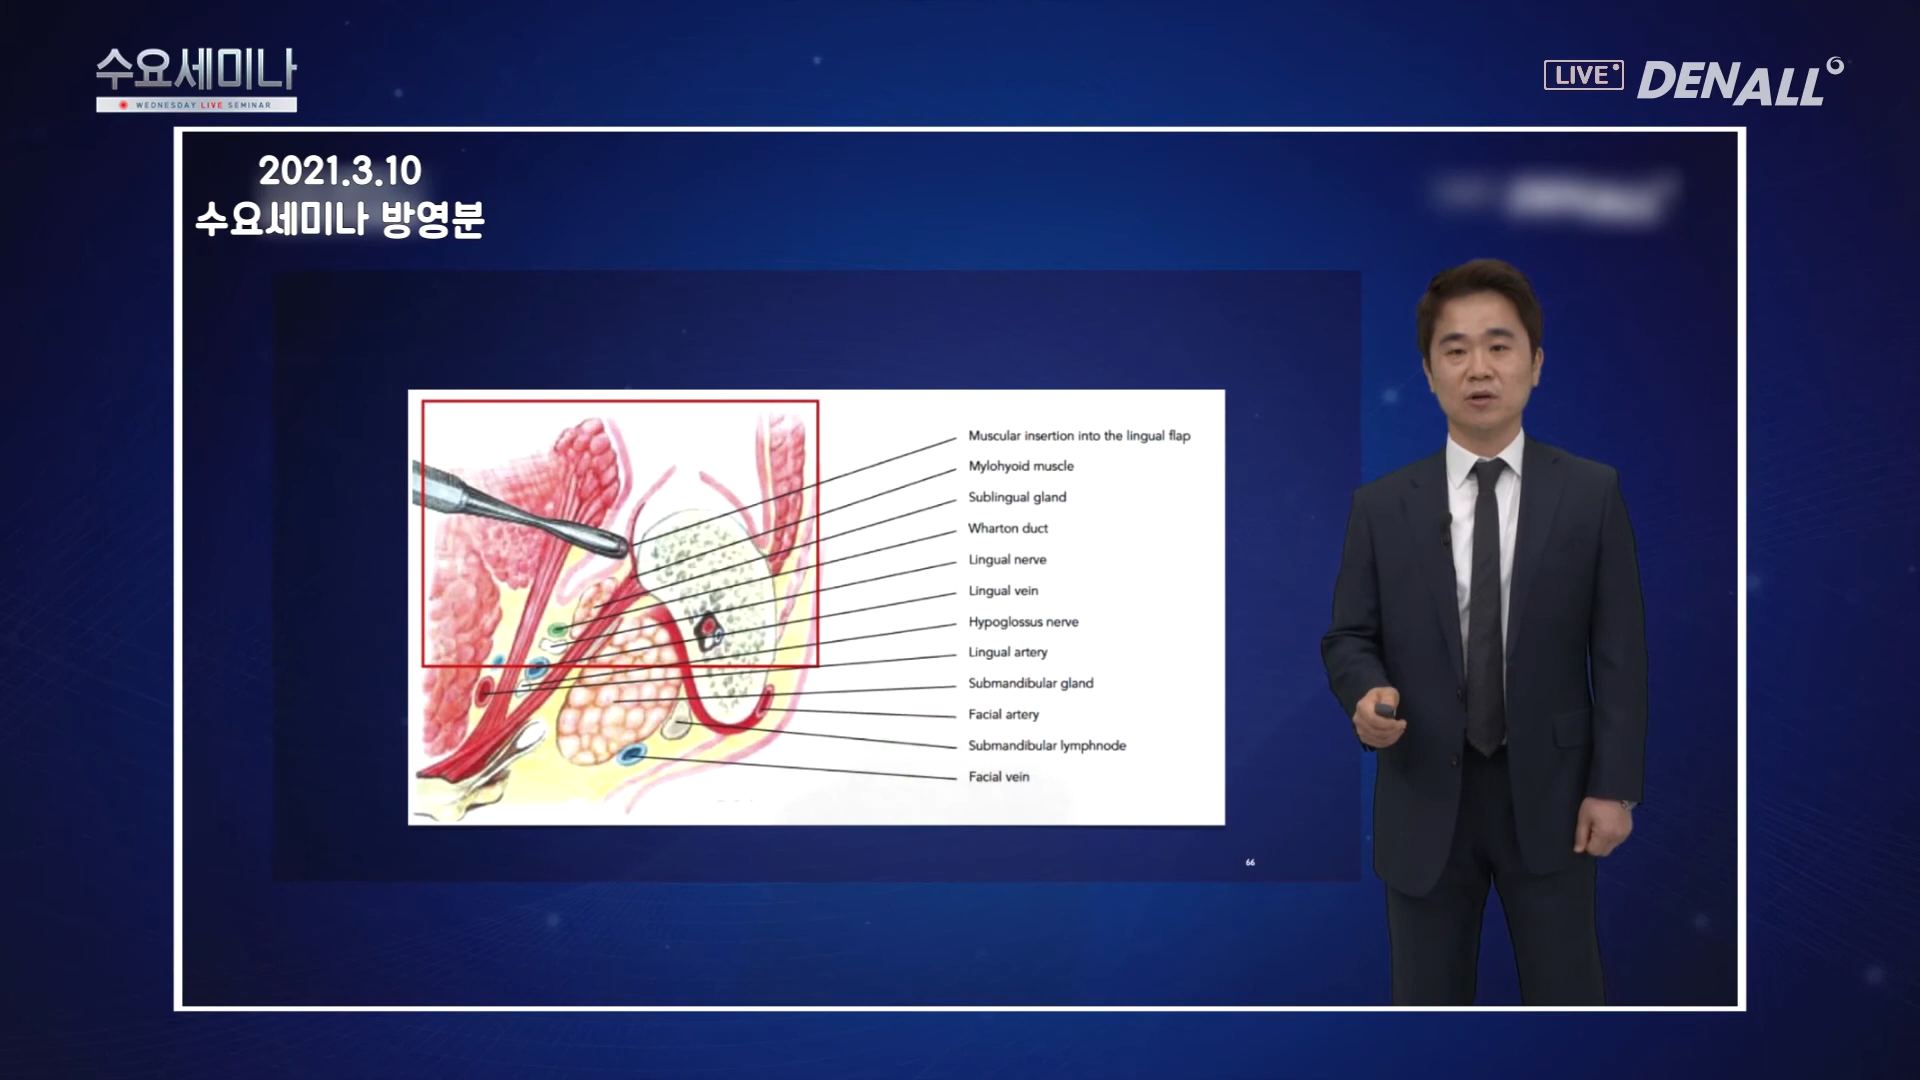 수요세미나
WEDNESDAY LIVE SEMINAR
LIVE
DENALL
2021.3.10
수요세미나 방영분
Muscular insertion into the lingual flap
Mylohyoid muscle
Sublingual gland
Wharton duct
Lingual nerve
Lingual vein
Hypoglossus nerve
Lingual artery
Submandibular gland
Facial artery
Submandibular lymphnode
Facial vein
66